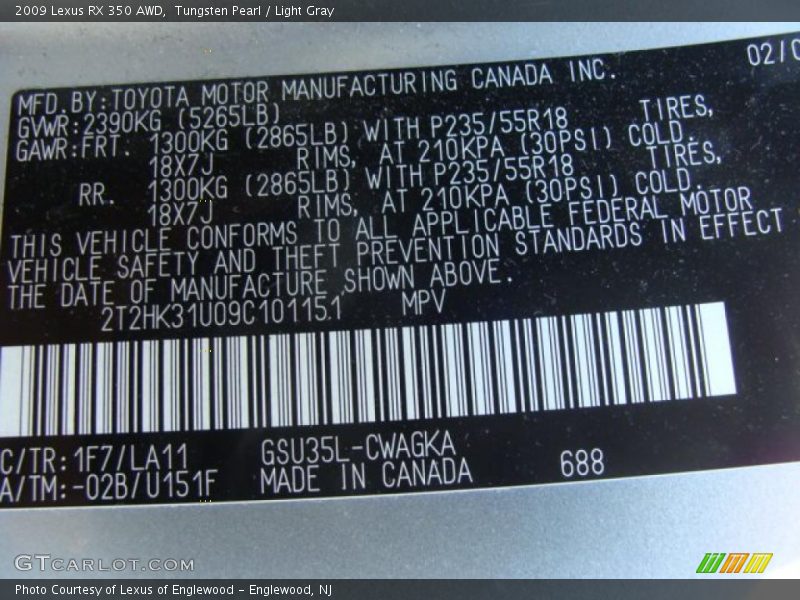 2009 Lexus RX 350 AWD, Tungsten Pearl / Light Gray
02/0
MFD.BY:TOYOTA MOTOR MANUFACTURING CANADA INC.
GVWR:2390KG (5265LB)
GAWR:FRT. 1300KG (2865LB) WITH P235/55R18 TIRES,
18X7J RIMS, AT 210KPA (30PSI) COLD.
RR. 1300KG (2865LB) WITH P235/55R18 TIRES,
18X7J RIMS, AT 210KPA (30PSI) COLD.
THIS VEHICLE CONFORMS TO ALL APPLICABLE FEDERAL MOTOR
VEHICLE SAFETY AND THEFT PREVENTION STANDARDS IN EFFECT
THE DATE OF MANUFACTURE SHOWN ABOVE.
2T2HK31U09C101151 MPV
C/TR:1F7/LA11 GSU35L-CWAGKA
A/TM:-02B/U151F MADE IN CANADA 688
GTCARLOT.COM
Photo Courtesy of Lexus of Englewood – Englewood, NJ